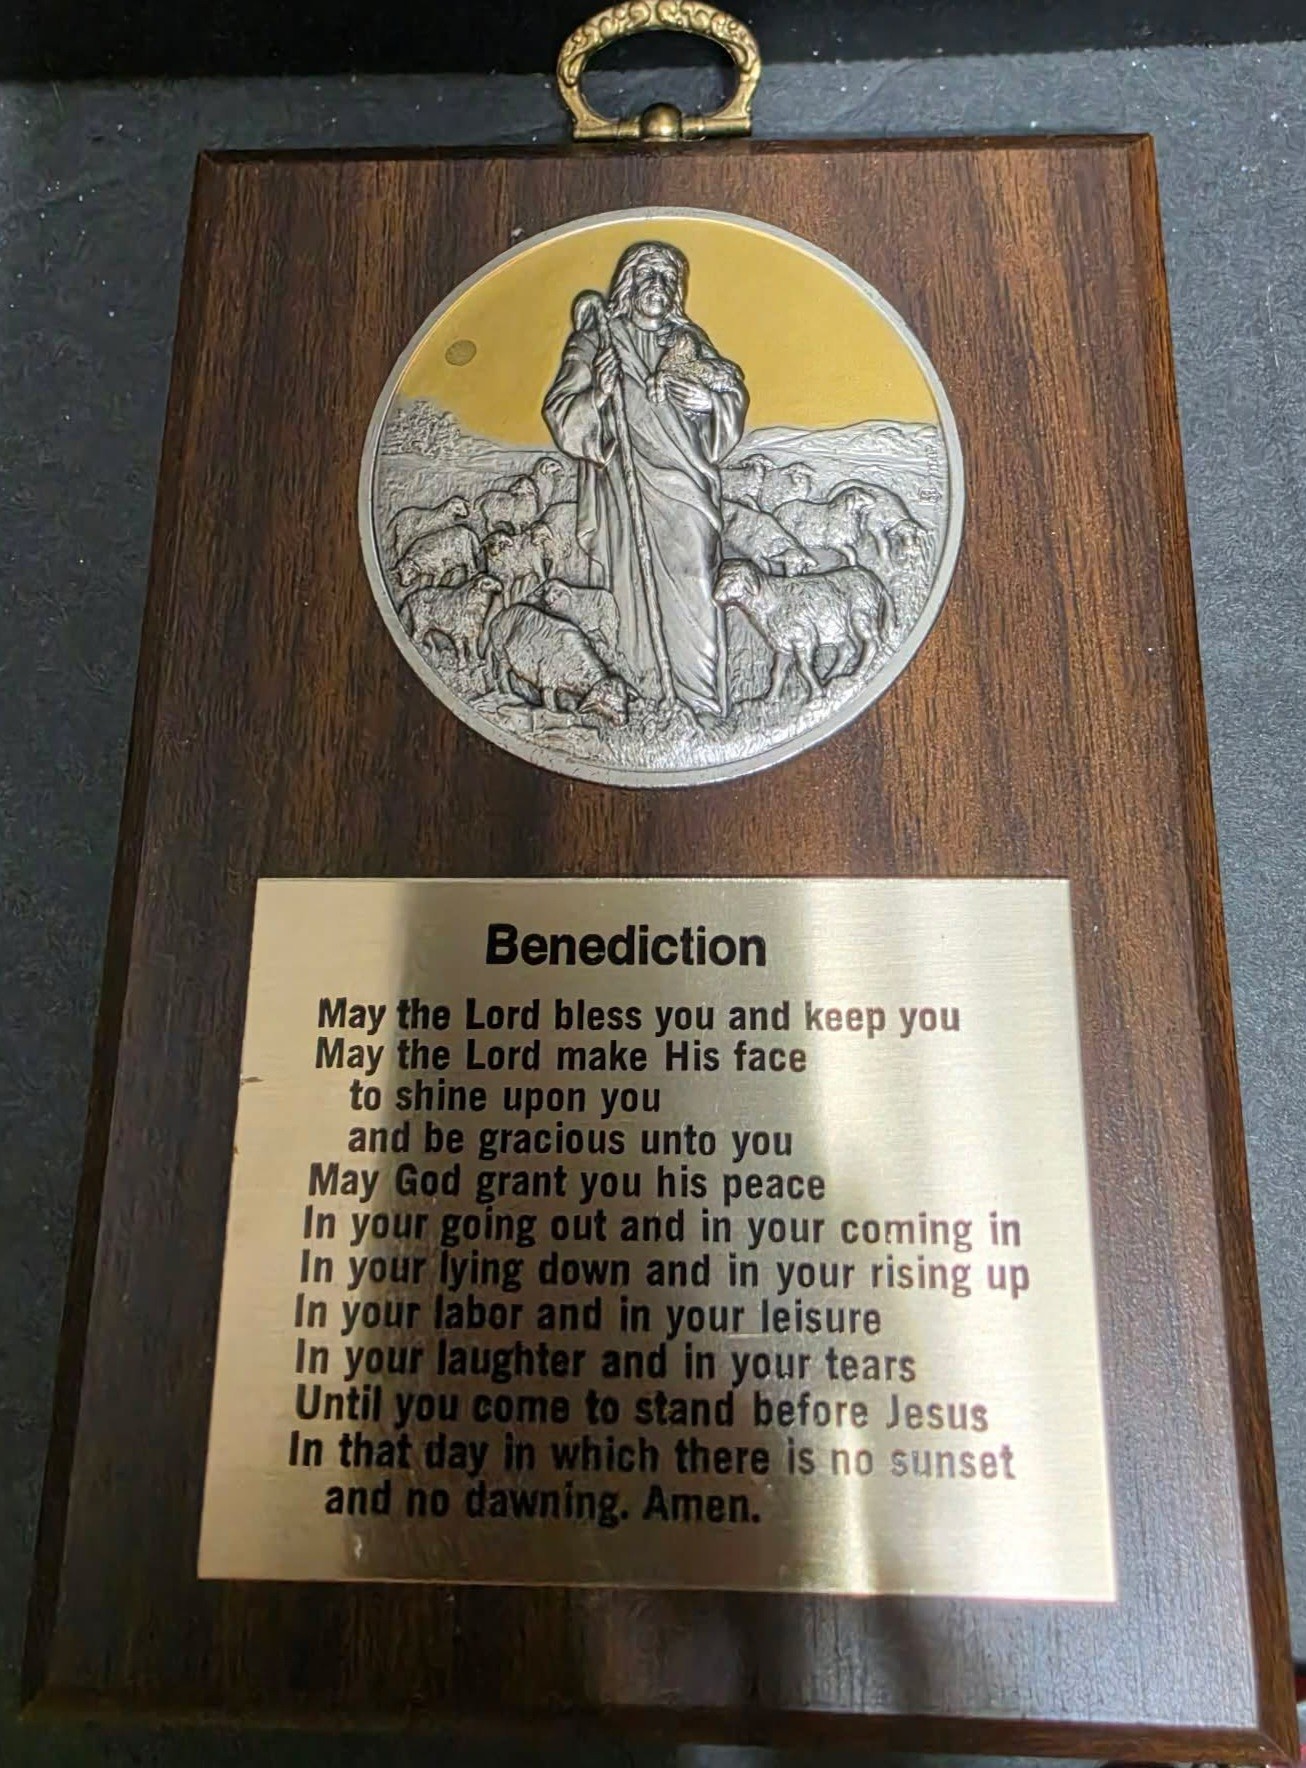 Benediction
May the Lord bless you and keep you
May the Lord make His face
to shine upon you
and be gracious unto you
May God grant you his peace
In your going out and in your coming in
In your lying down and in your rising up
In your labor and in your leisure
In your laughter and in your tears
Until you come to stand before Jesus
In that day in which there is no sunset
and no dawning. Amen.